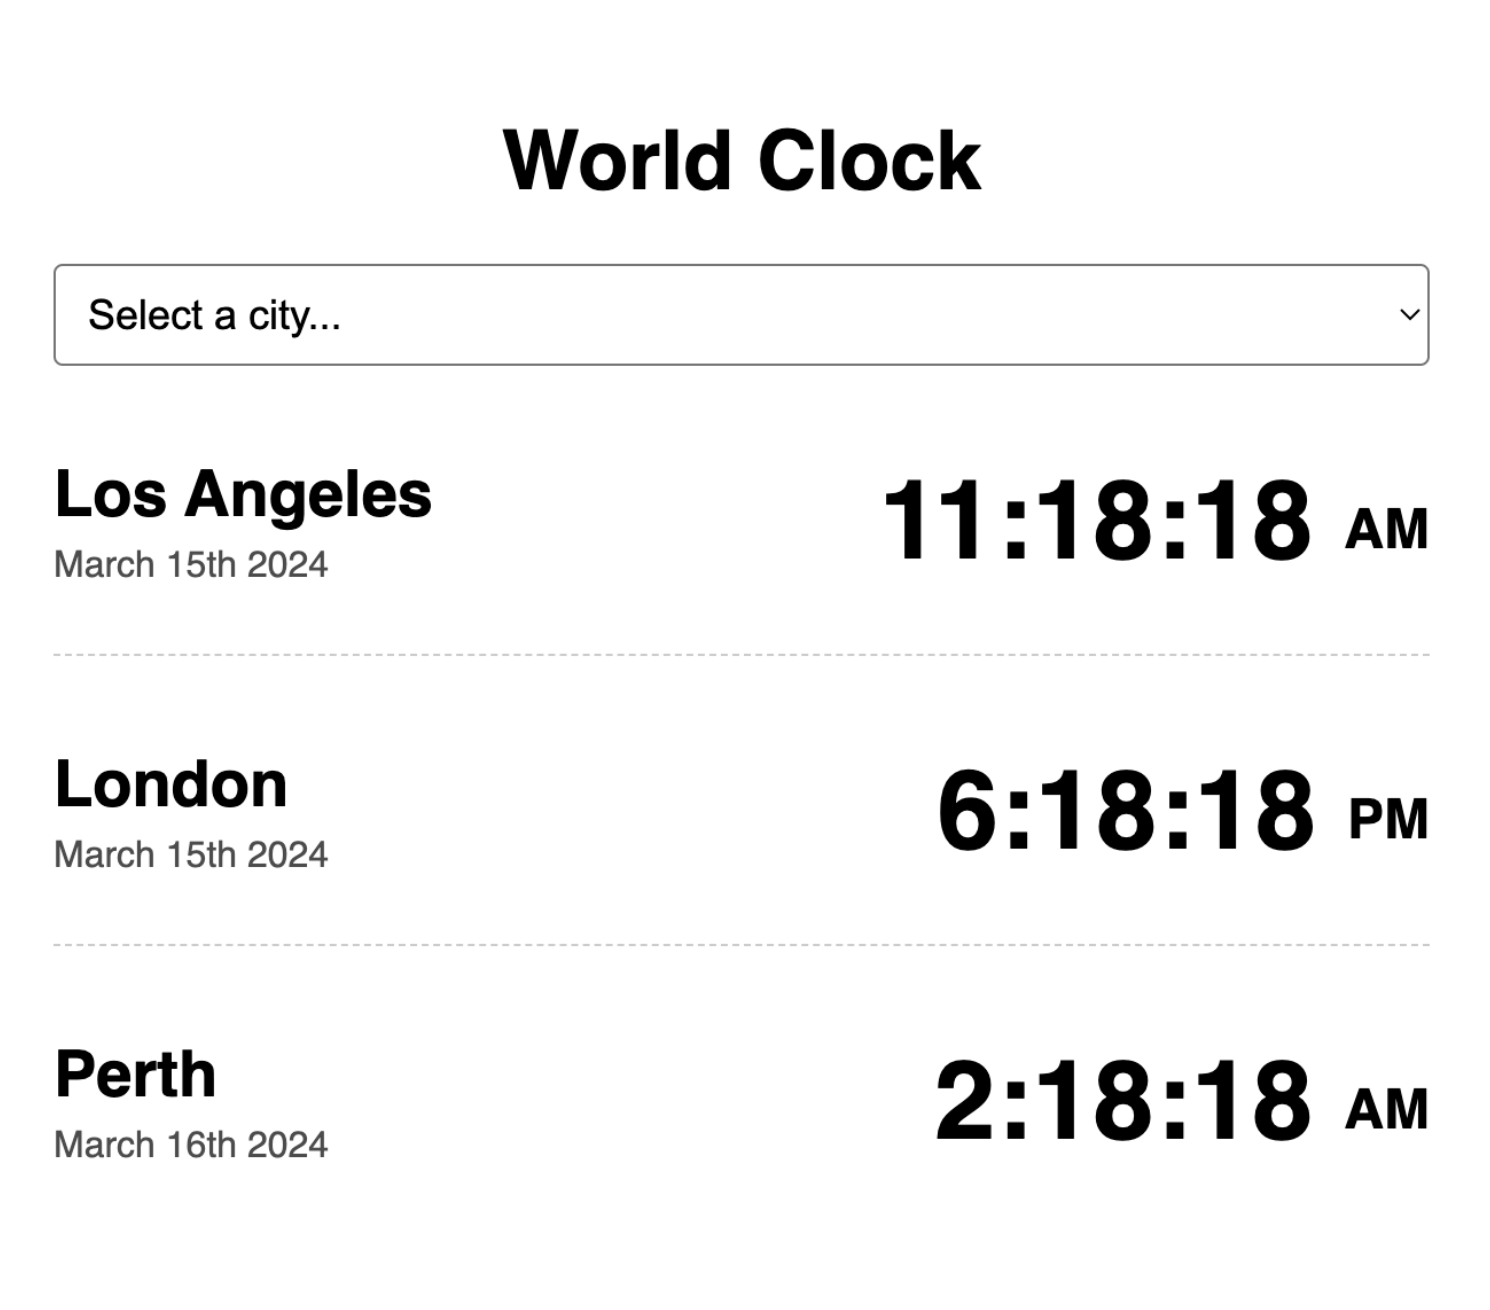 World Clock
Select a city...
Los Angeles
11:18:18 AM
March 15th 2024
London
6:18:18 PM
March 15th 2024
Perth
2:18:18 AM
March 16th 2024